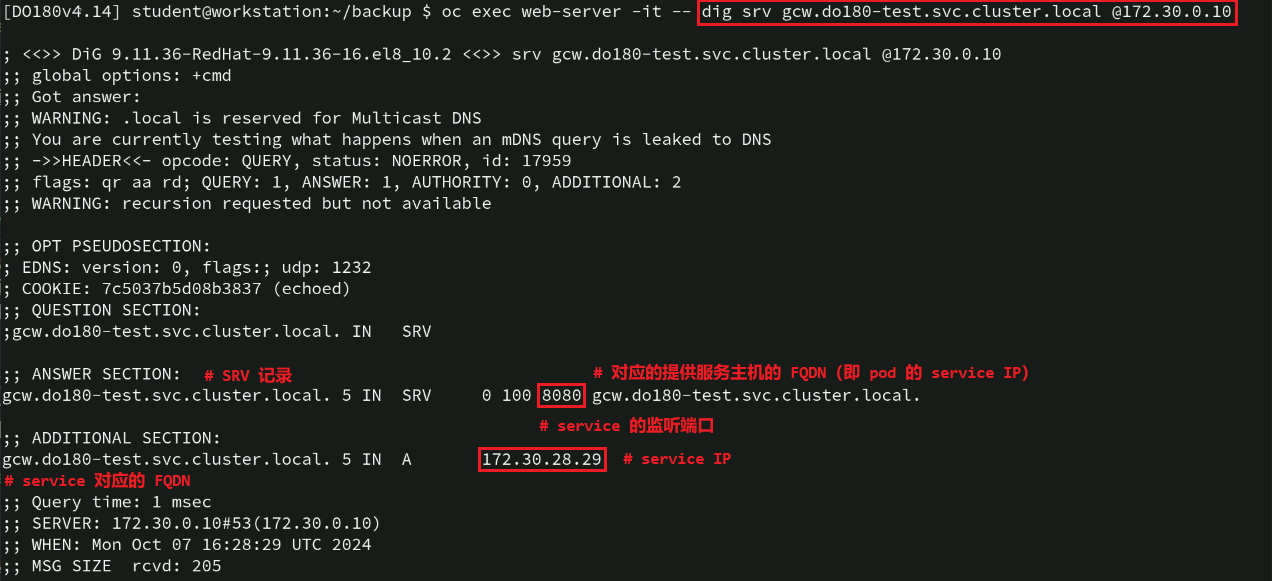 [DO180v4.14] student@workstation:~/backup $ oc exec web-server -it -- dig srv gcw.do180-test.svc.cluster.local @172.30.0.10
; <<>> DiG 9.11.36-RedHat-9.11.36-16.el8_10.2 <<>> srv gcw.do180-test.svc.cluster.local @172.30.0.10
;; global options: +cmd
;; Got answer:
;; WARNING: .local is reserved for Multicast DNS
;; You are currently testing what happens when an mDNS query is leaked to DNS
;; ->>HEADER<<- opcode: QUERY, status: NOERROR, id: 17959
;; flags: qr aa rd; QUERY: 1, ANSWER: 1, AUTHORITY: 0, ADDITIONAL: 2
;; WARNING: recursion requested but not available
;; OPT PSEUDOSECTION:
; EDNS: version: 0, flags:; udp: 1232
; COOKIE: 7c5037b5d08b3837 (echoed)
;; QUESTION SECTION:
;gcw.do180-test.svc.cluster.local. IN SRV
;; ANSWER SECTION: # SRV 记录 # 对应的提供服务主机的 FQDN（即 pod 的 service IP）
gcw.do180-test.svc.cluster.local. 5 IN SRV 0 100 8080 gcw.do180-test.svc.cluster.local.
# service 的监听端口
;; ADDITIONAL SECTION:
gcw.do180-test.svc.cluster.local. 5 IN A 172.30.28.29 # service IP
# service 对应的 FQDN
;; Query time: 1 msec
;; SERVER: 172.30.0.10#53(172.30.0.10)
;; WHEN: Mon Oct 07 16:28:29 UTC 2024
;; MSG SIZE rcvd: 205